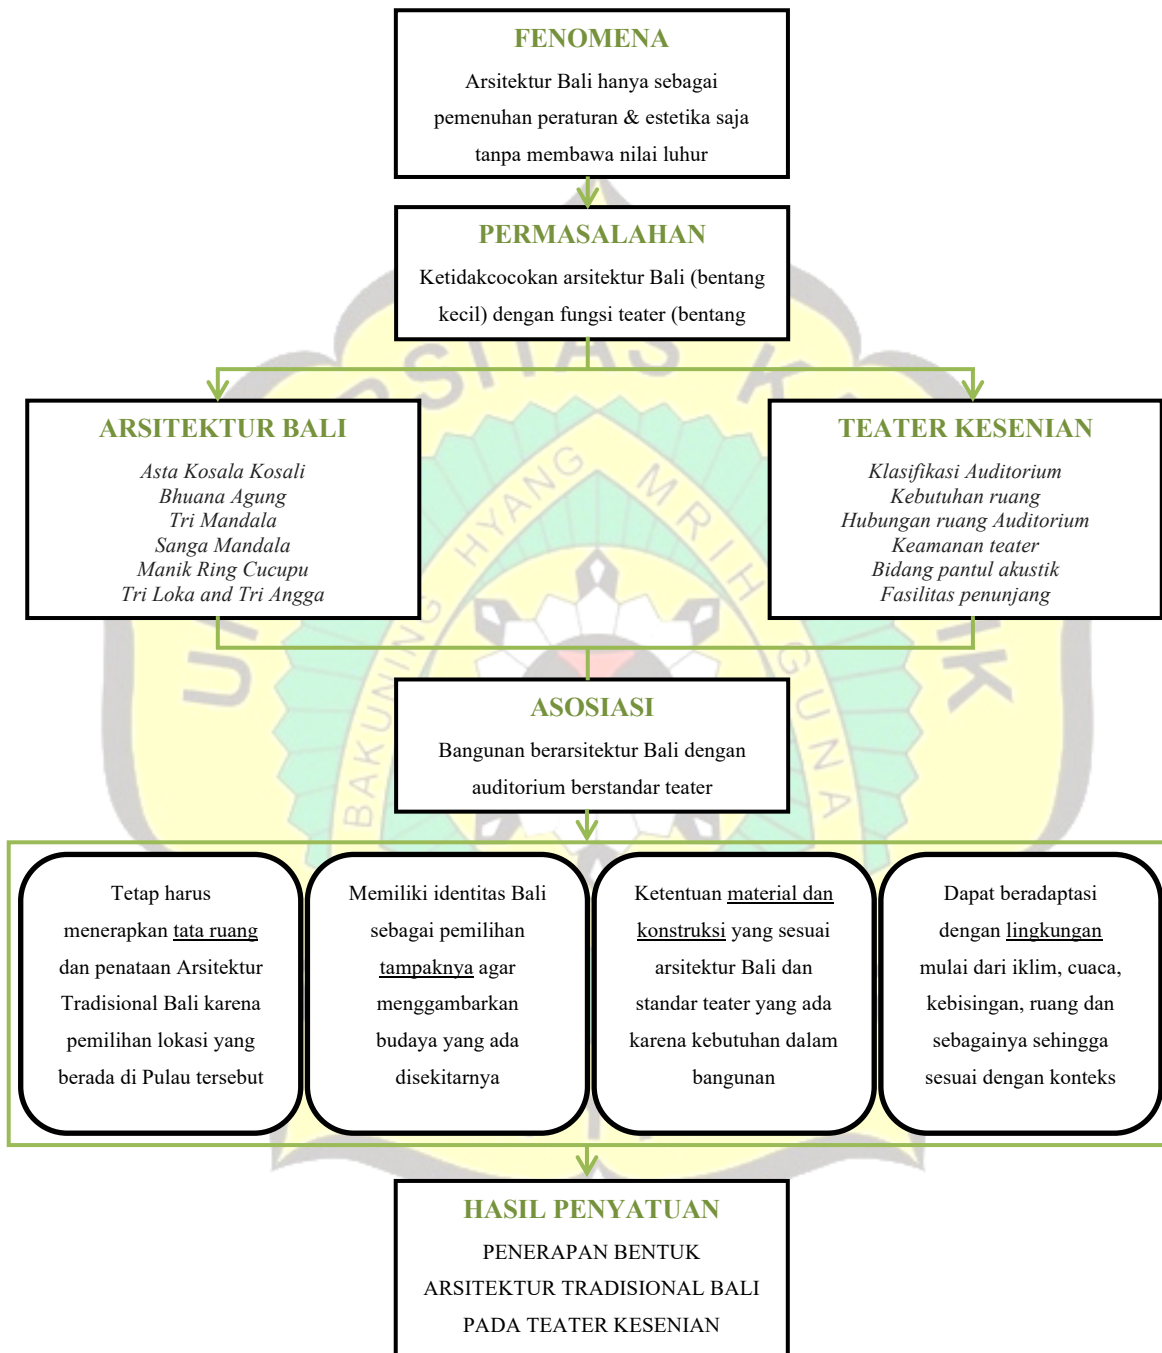 FENOMENA
Arsitektur Bali hanya sebagai
pemenuhan peraturan & estetika saja
tanpa membawa nilai luhur
PERMASALAHAN
Ketidakcocokan arsitektur Bali (bentang
kecil) dengan fungsi teater (bentang
ARSITEKTUR BALI
Asta Kosala Kosali
Bhuana Agung
Tri Mandala
Sanga Mandala
Manik Ring Cucupu
Tri Loka and Tri Angga
TEATER KESENIAN
Klasifikasi Auditorium
Kebutuhan ruang
Hubungan ruang Auditorium
Keamanan teater
Bidang pantul akustik
Fasilitas penunjang
ASOSIASI
Bangunan berarsitektur Bali dengan
auditorium berstandar teater
Tetap harus
menerapkan tata ruang
dan penataan Arsitektur
Tradisional Bali karena
pemilihan lokasi yang
berada di Pulau tersebut
Memiliki identitas Bali
sebagai pemilihan
tampaknya agar
menggambarkan
budaya yang ada
disekitarnya
Ketentuan material dan
konstruksi yang sesuai
arsitektur Bali dan
standar teater yang ada
karena kebutuhan dalam
bangunan
Dapat beradaptasi
dengan lingkungan
mulai dari iklim, cuaca,
kebisingan, ruang dan
sebagainya sehingga
sesuai dengan konteks
HASIL PENYATUAN
PENERAPAN BENTUK
ARSITEKTUR TRADISIONAL BALI
PADA TEATER KESENIAN
BAKUNING HYANG MRIH GUNA